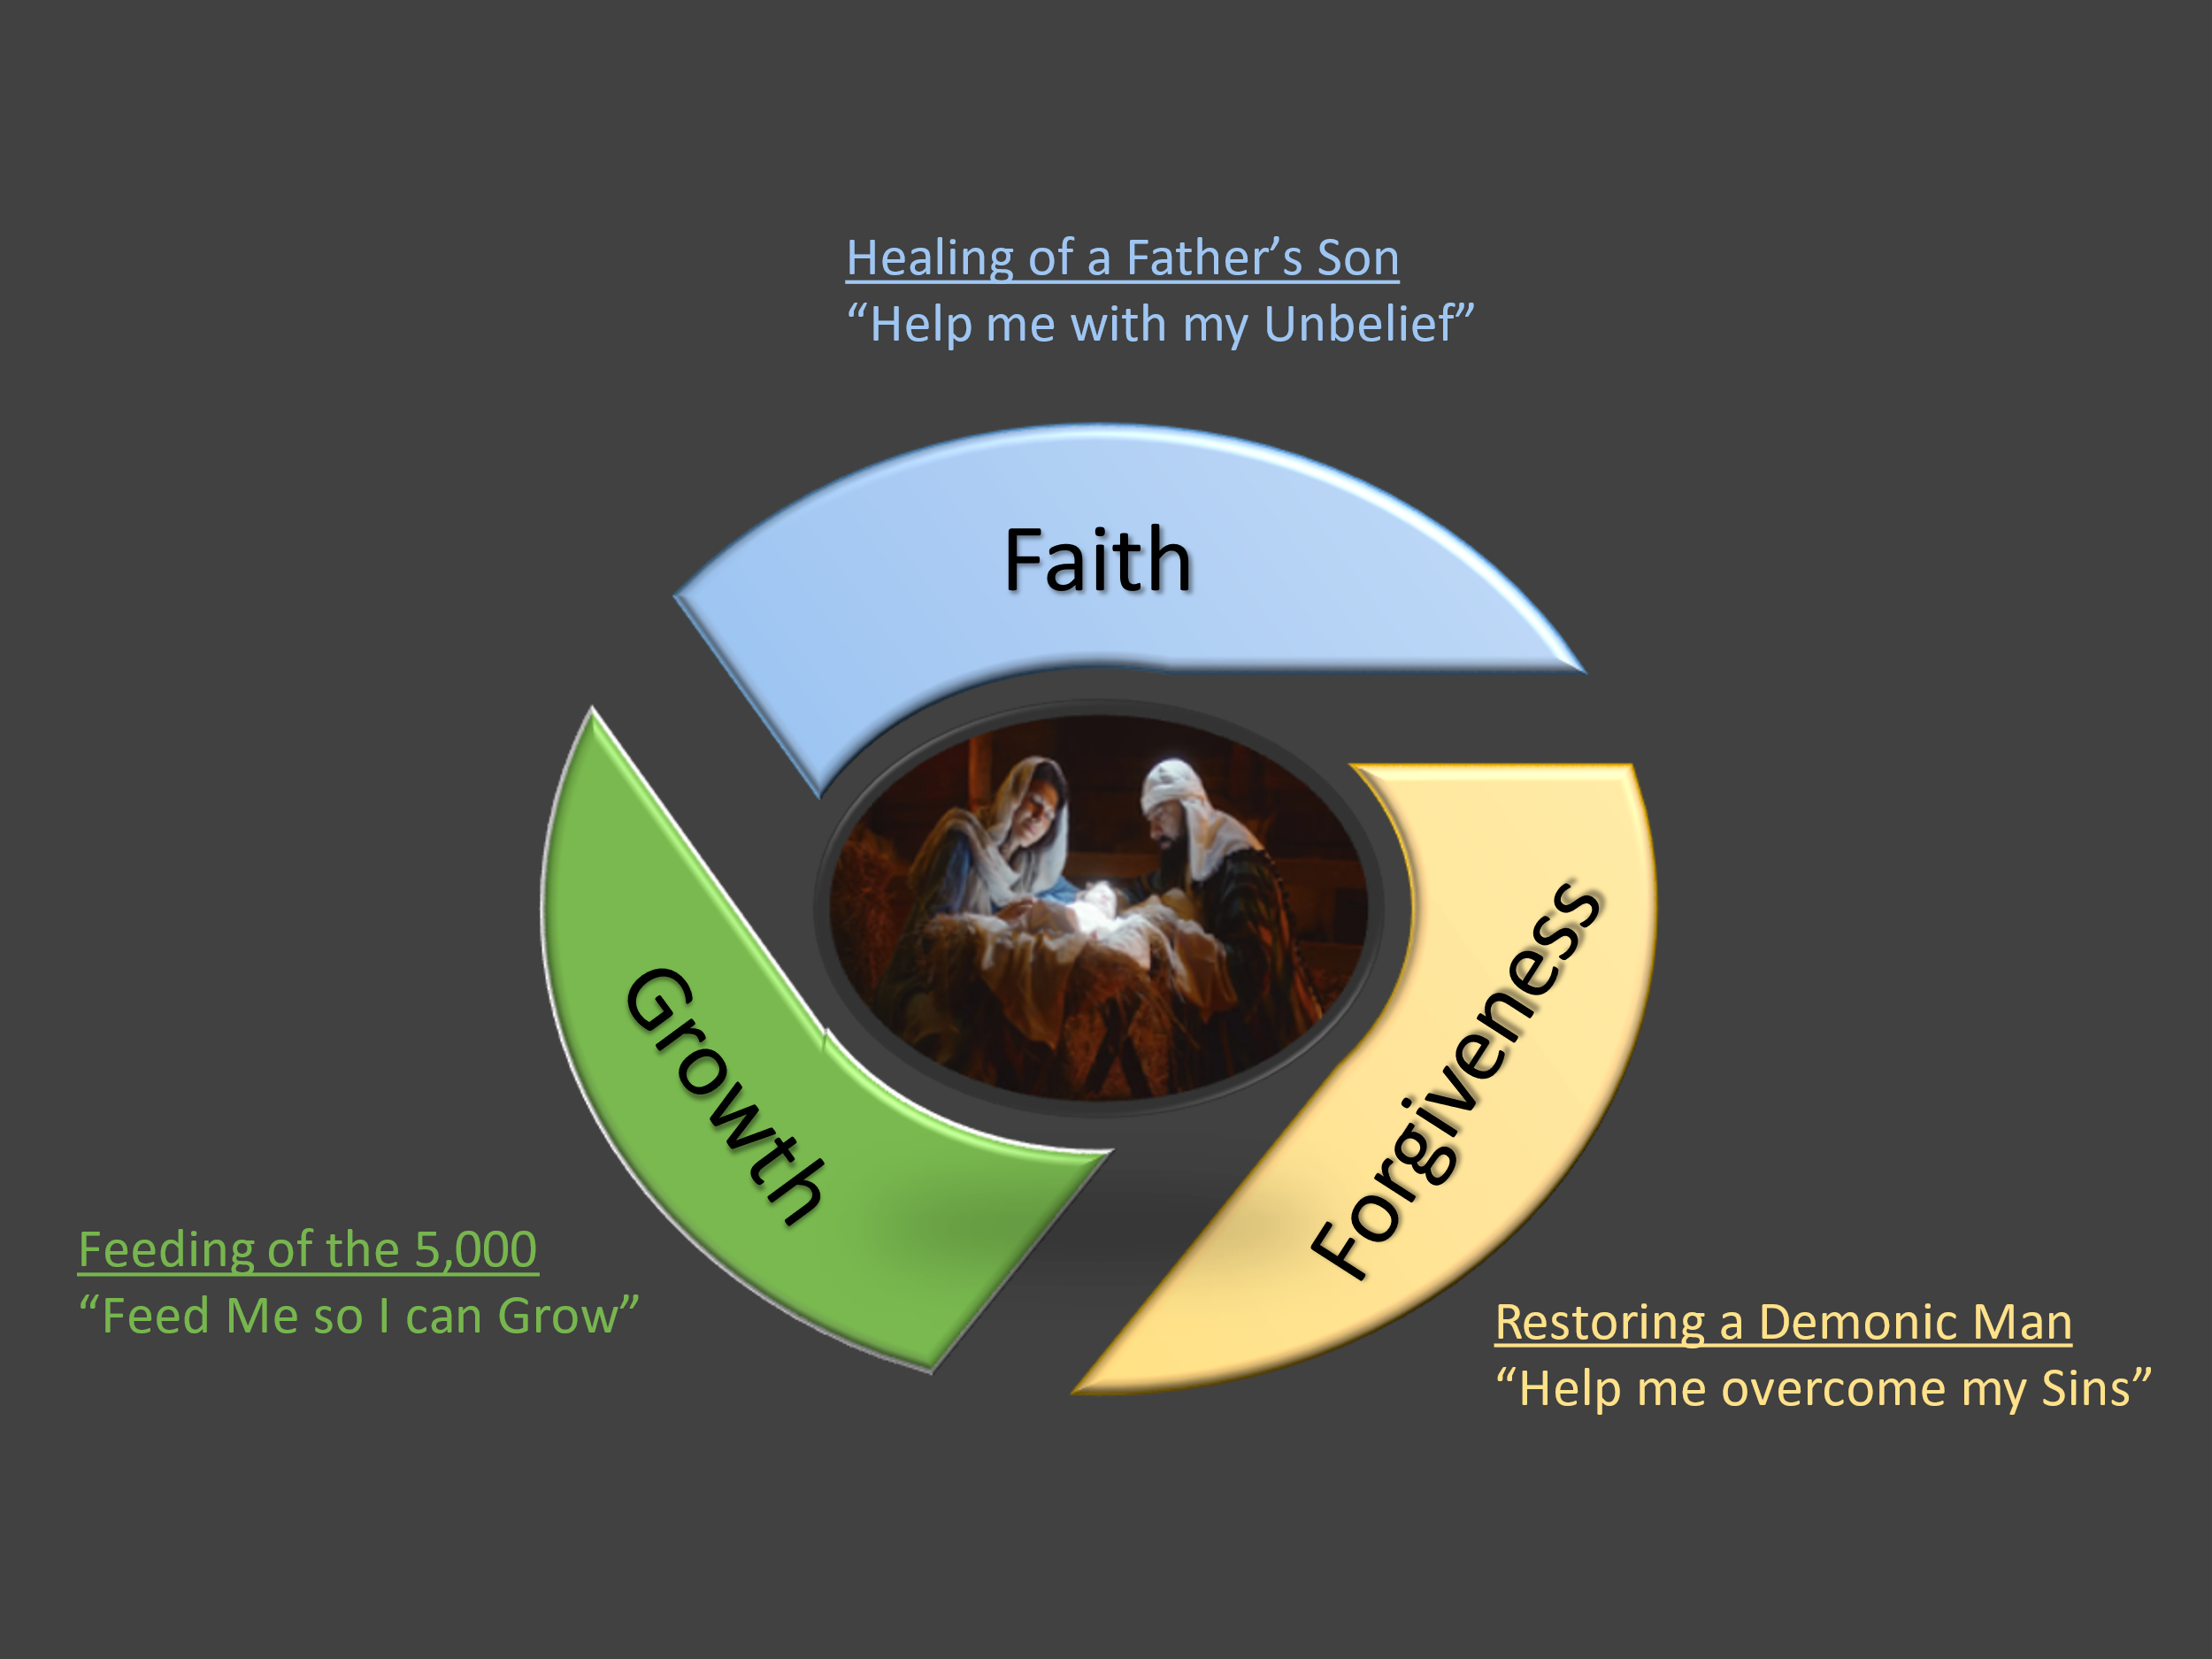 Healing of a Father’s Son
“Help me with my Unbelief”
Faith
Growth
Forgiveness
Feeding of the 5,000
“Feed Me so I can Grow”
Restoring a Demonic Man
“Help me overcome my Sins”